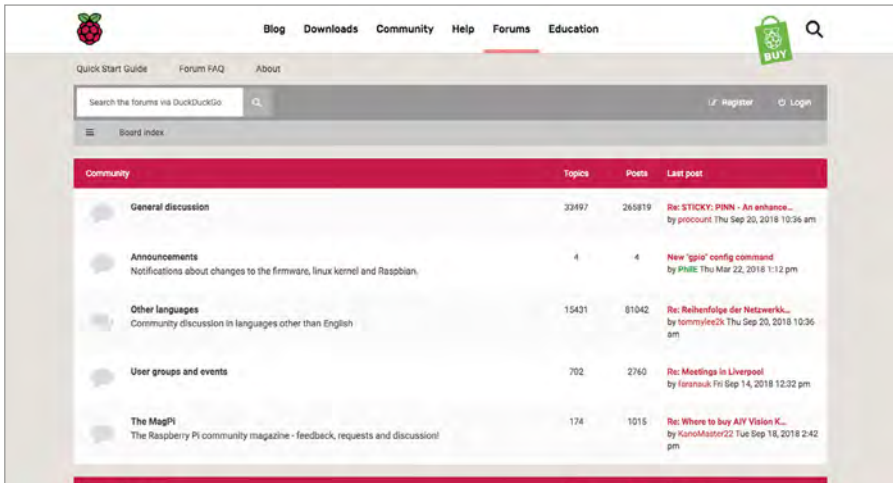 Blog Downloads Community Help Forums Education
BUY
Quick Start Guide Forum FAQ About
Search the forums via DuckDuckGo Register Login
Board index
Community Topics Posts Last post
General discussion 33497 265819 Re: STICKY: PINN - An enhance...
by procount Thu Sep 20, 2018 10:36 am
Announcements 4 4 New 'gpio' config command
Notifications about changes to the firmware, linux kernel and Raspbian. by PhilE Thu Mar 22, 2018 1:12 pm
Other languages 15431 81042 Re: Reihenfolge der Netzwerkk...
Community discussion in languages other than English by tommylee2k Thu Sep 20, 2018 10:36
am
User groups and events 702 2760 Re: Meetings in Liverpool
by faranauk Fri Sep 14, 2018 12:32 pm
The MagPi 174 1015 Re: Where to buy AIY Vision K...
The Raspberry Pi community magazine - feedback, requests and discussion! by KanoMaster22 Tue Sep 18, 2018 2:42
pm